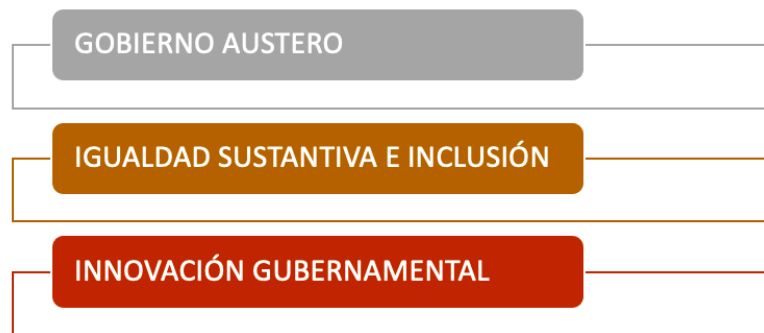 GOBIERNO AUSTERO
IGUALDAD SUSTANTIVA E INCLUSIÓN
INNOVACIÓN GUBERNAMENTAL